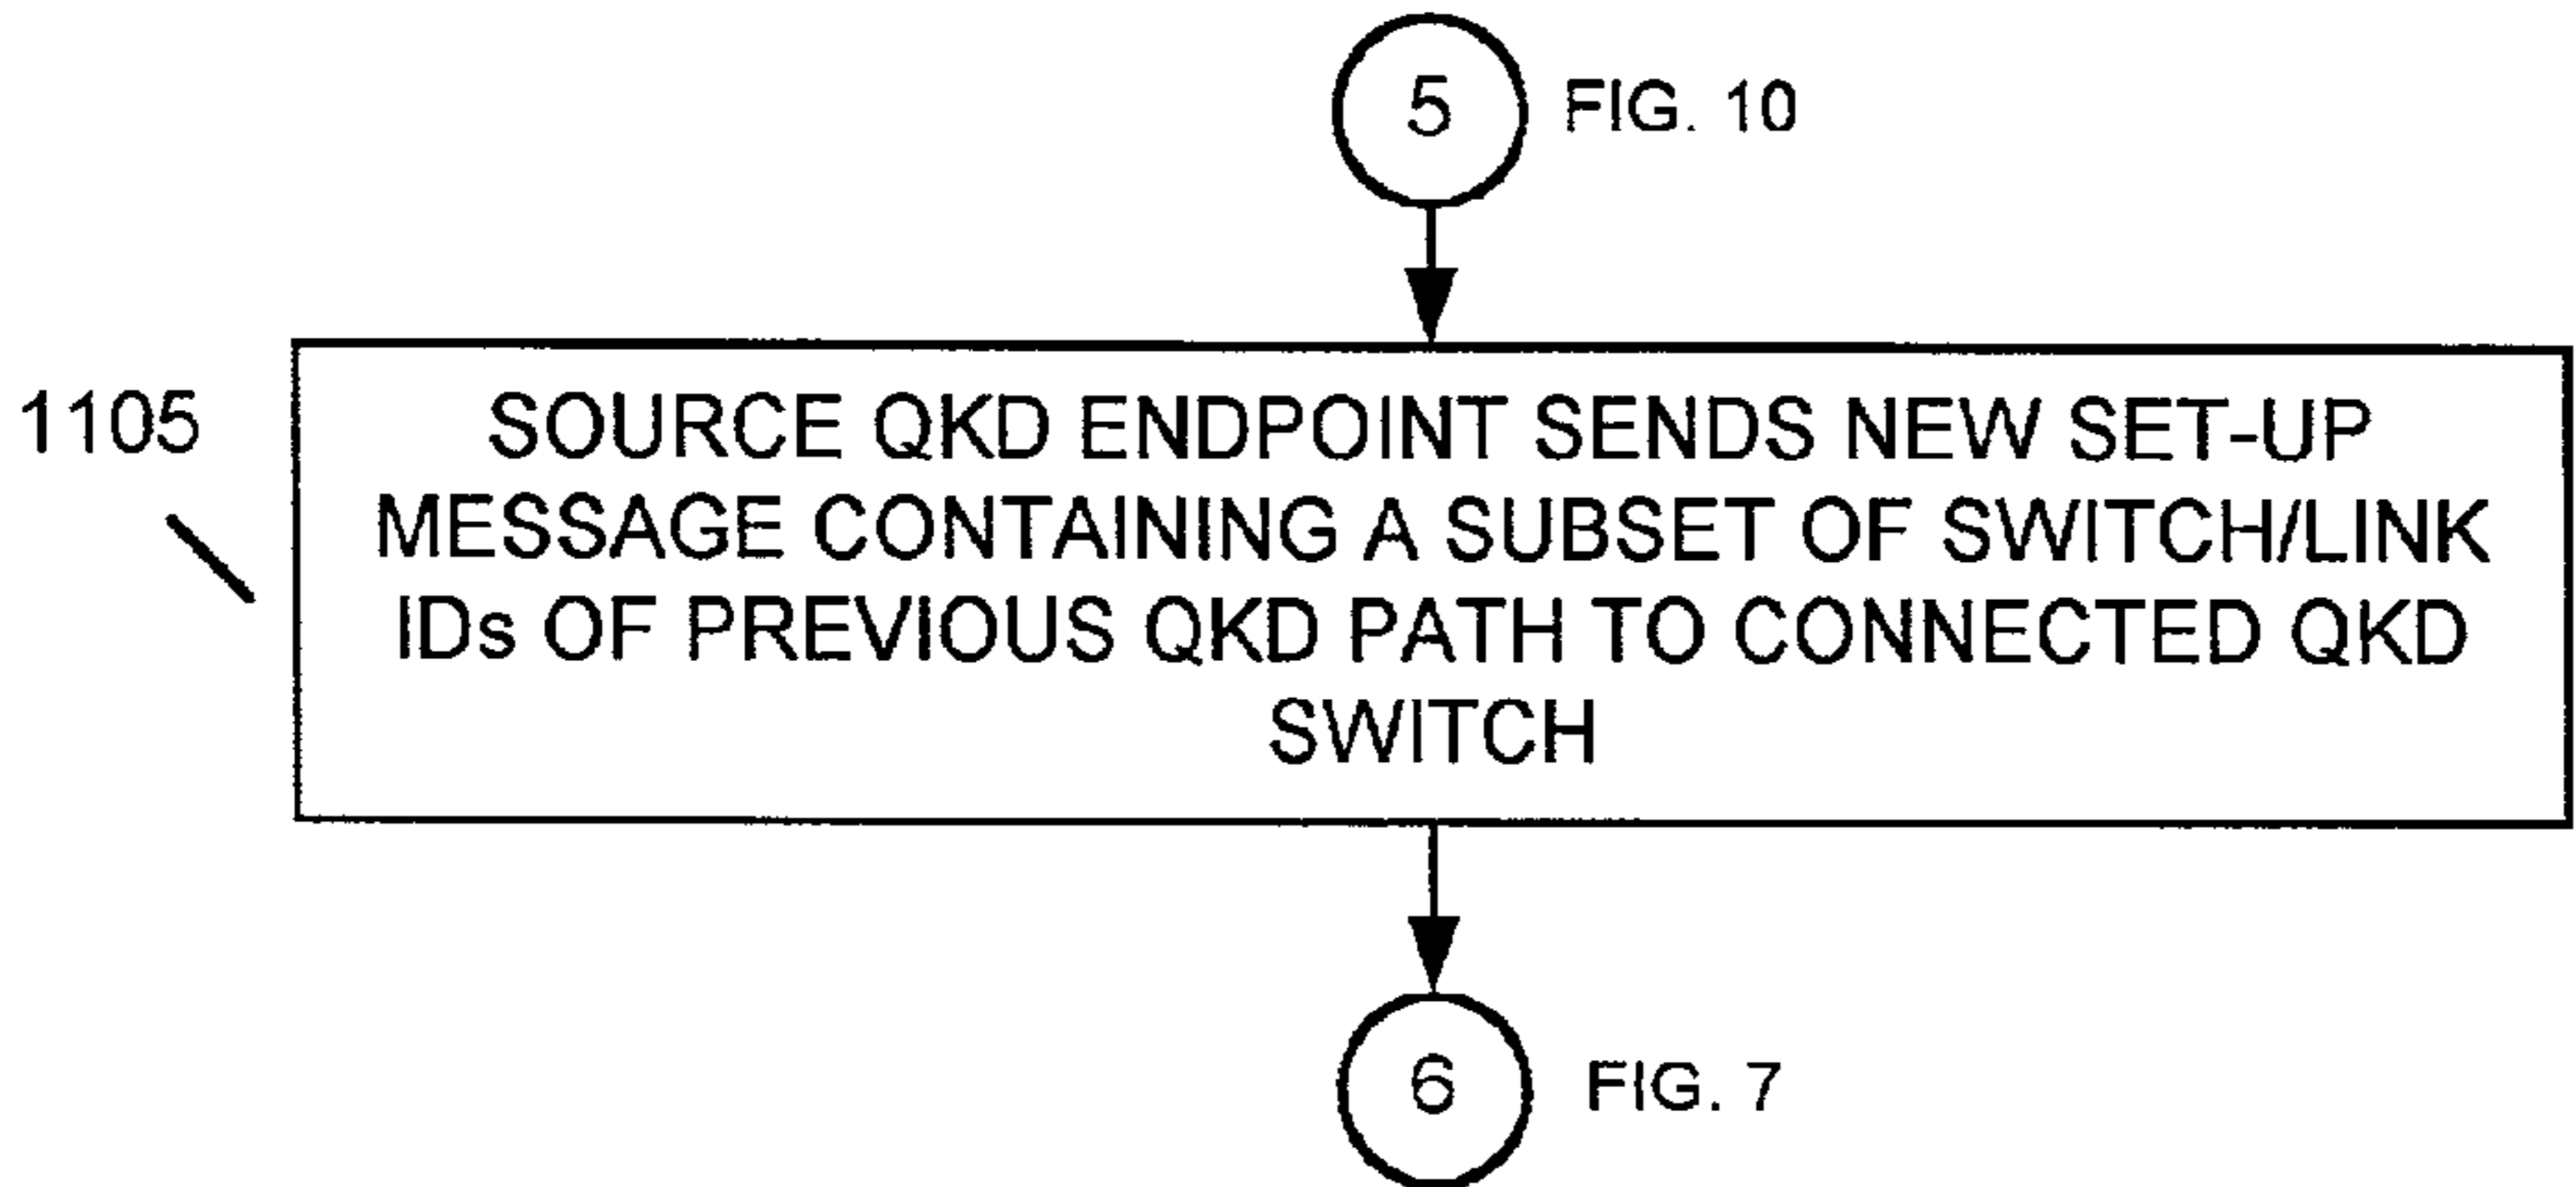 5 FIG. 10
1105
SOURCE QKD ENDPOINT SENDS NEW SET-UP
MESSAGE CONTAINING A SUBSET OF SWITCH/LINK
IDs OF PREVIOUS QKD PATH TO CONNECTED QKD
SWITCH
6 FIG. 7